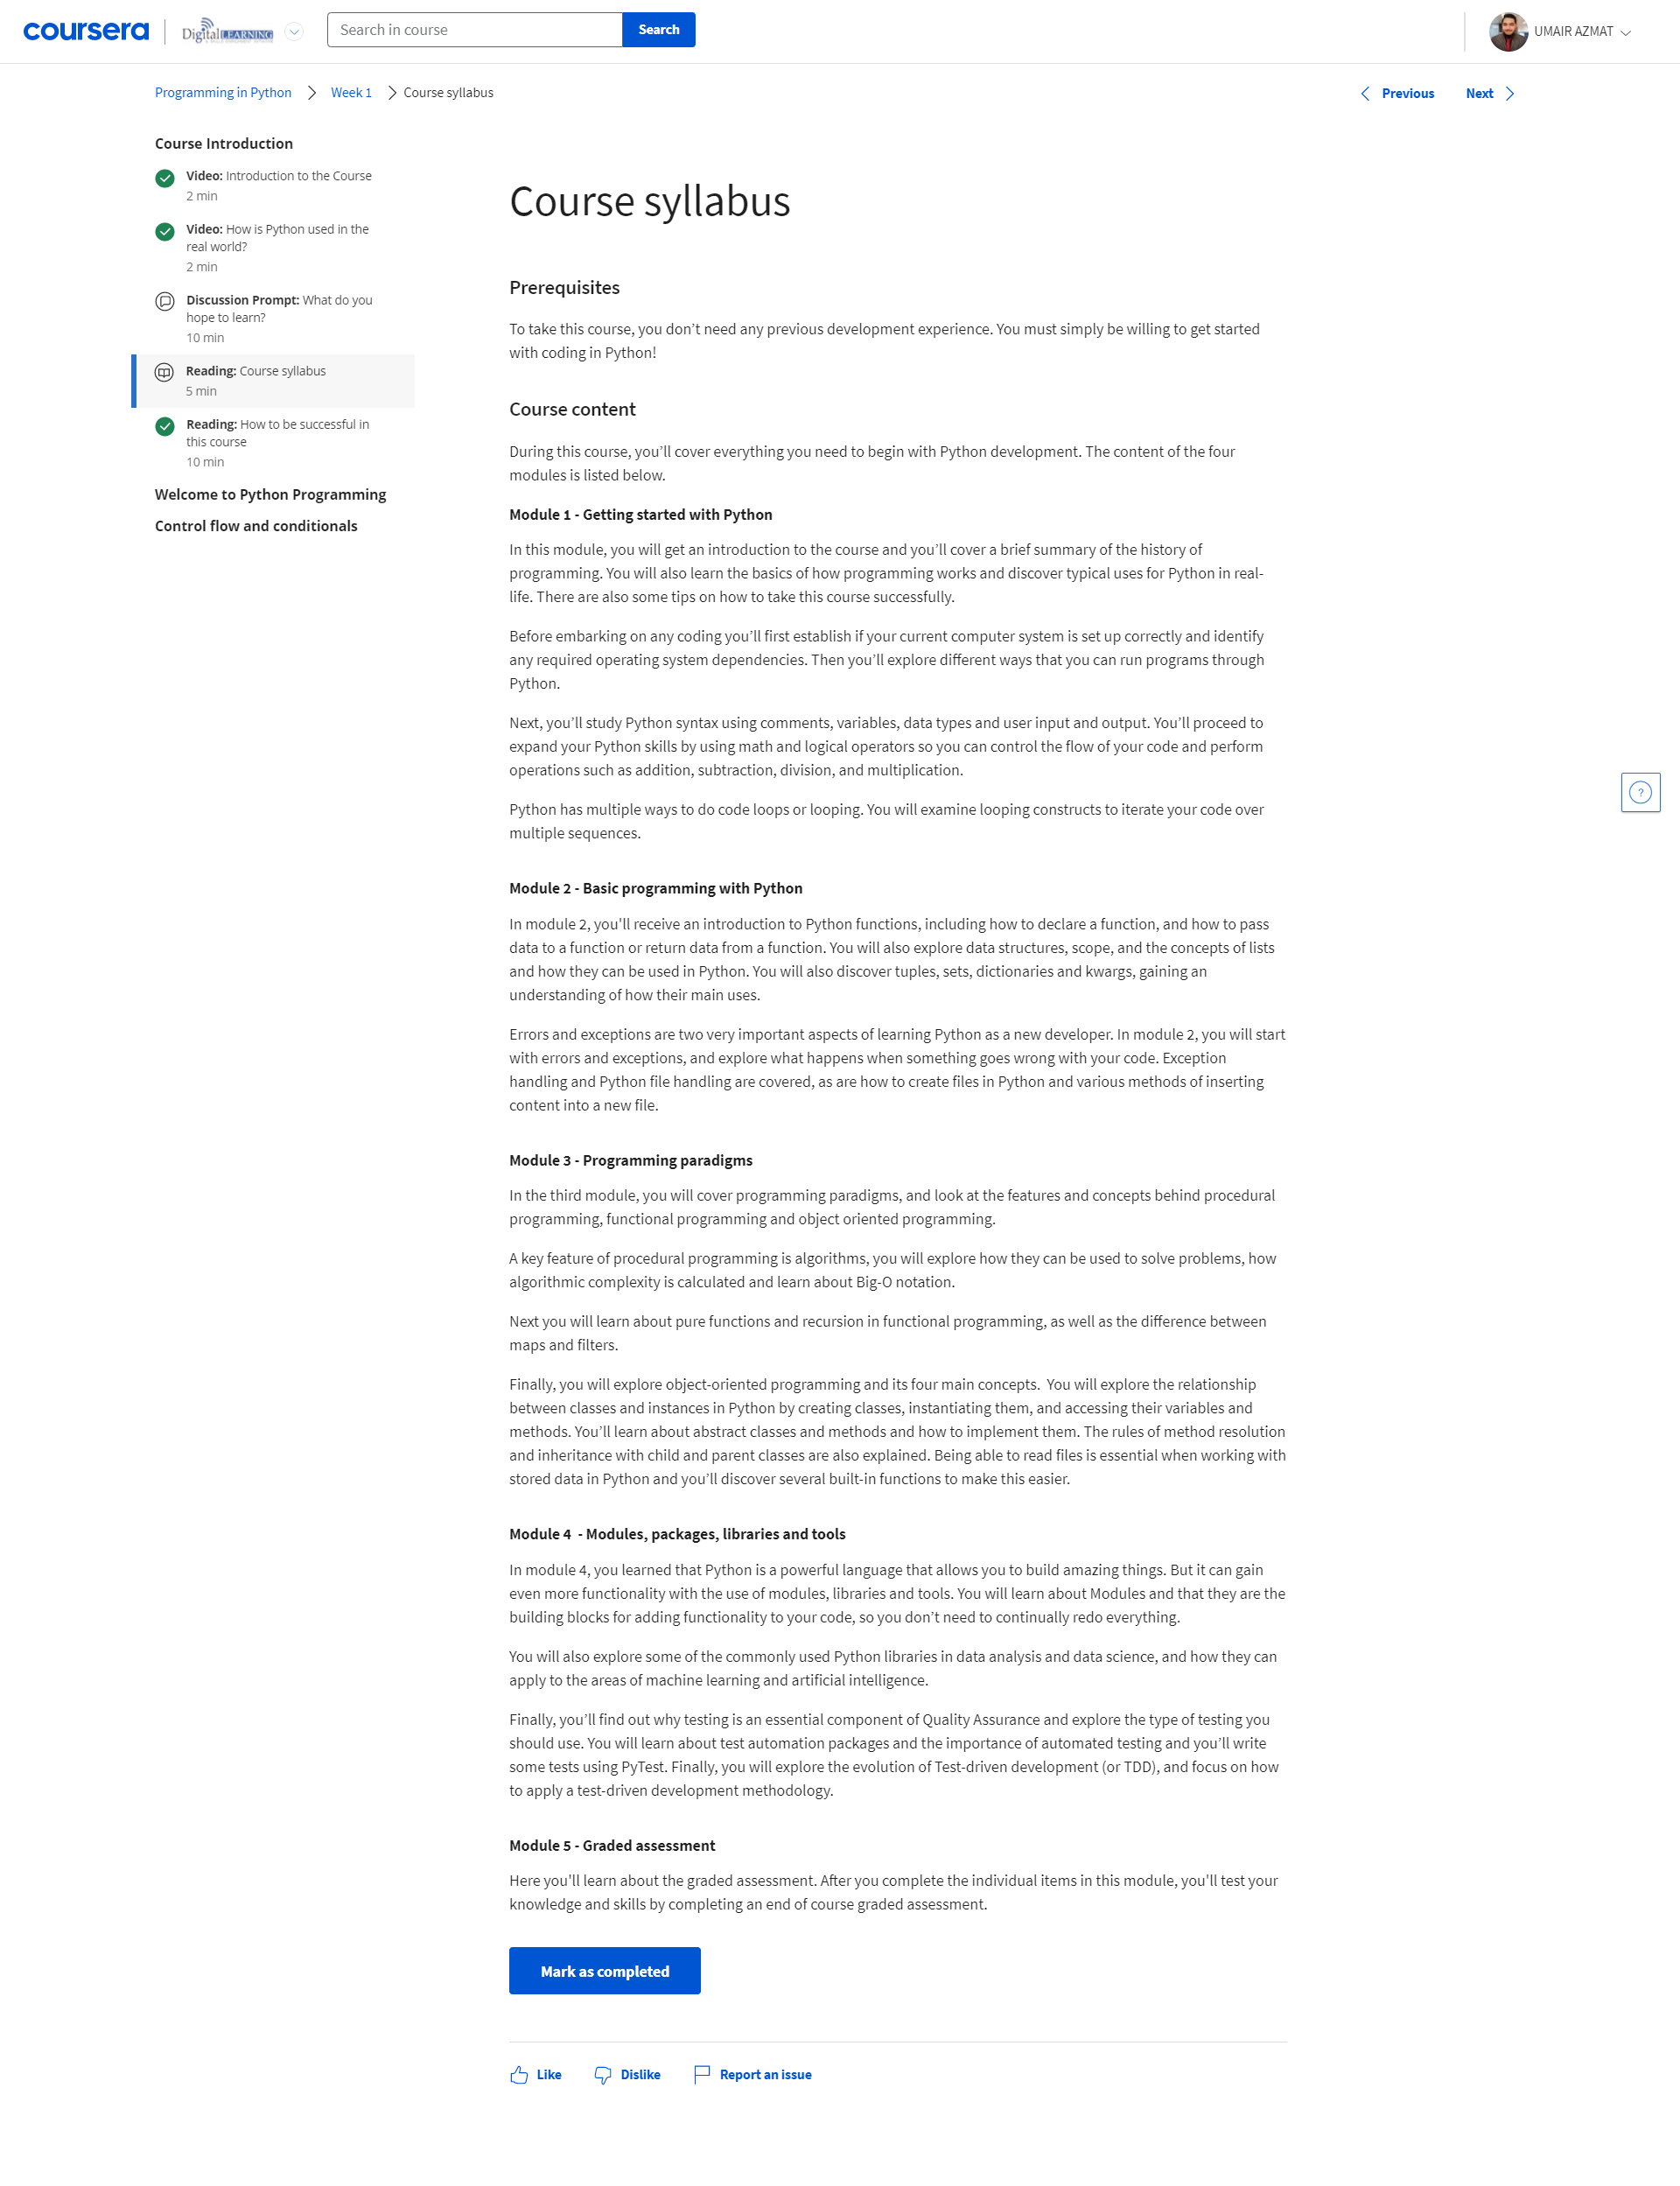 coursera
Digital LEARNING
Search in course
Search
UMAIR AZMAT
Programming in Python
Week 1
Course syllabus
Previous
Next
Course Introduction
Video: Introduction to the Course
2 min
Video: How is Python used in the
real world?
2 min
Discussion Prompt: What do you
hope to learn?
10 min
Reading: Course syllabus
5 min
Reading: How to be successful in
this course
10 min
Welcome to Python Programming
Control flow and conditionals
Course syllabus
Prerequisites
To take this course, you don’t need any previous development experience. You must simply be willing to get started
with coding in Python!
Course content
During this course, you’ll cover everything you need to begin with Python development. The content of the four
modules is listed below.
Module 1 - Getting started with Python
In this module, you will get an introduction to the course and you’ll cover a brief summary of the history of
programming. You will also learn the basics of how programming works and discover typical uses for Python in real-
life. There are also some tips on how to take this course successfully.
Before embarking on any coding you’ll first establish if your current computer system is set up correctly and identify
any required operating system dependencies. Then you’ll explore different ways that you can run programs through
Python.
Next, you’ll study Python syntax using comments, variables, data types and user input and output. You’ll proceed to
expand your Python skills by using math and logical operators so you can control the flow of your code and perform
operations such as addition, subtraction, division, and multiplication.
Python has multiple ways to do code loops or looping. You will examine looping constructs to iterate your code over
multiple sequences.
Module 2 - Basic programming with Python
In module 2, you'll receive an introduction to Python functions, including how to declare a function, and how to pass
data to a function or return data from a function. You will also explore data structures, scope, and the concepts of lists
and how they can be used in Python. You will also discover tuples, sets, dictionaries and kwargs, gaining an
understanding of how their main uses.
Errors and exceptions are two very important aspects of learning Python as a new developer. In module 2, you will start
with errors and exceptions, and explore what happens when something goes wrong with your code. Exception
handling and Python file handling are covered, as are how to create files in Python and various methods of inserting
content into a new file.
Module 3 - Programming paradigms
In the third module, you will cover programming paradigms, and look at the features and concepts behind procedural
programming, functional programming and object oriented programming.
A key feature of procedural programming is algorithms, you will explore how they can be used to solve problems, how
algorithmic complexity is calculated and learn about Big-O notation.
Next you will learn about pure functions and recursion in functional programming, as well as the difference between
maps and filters.
Finally, you will explore object-oriented programming and its four main concepts.  You will explore the relationship
between classes and instances in Python by creating classes, instantiating them, and accessing their variables and
methods. You’ll learn about abstract classes and methods and how to implement them. The rules of method resolution
and inheritance with child and parent classes are also explained. Being able to read files is essential when working with
stored data in Python and you’ll discover several built-in functions to make this easier.
Module 4  - Modules, packages, libraries and tools
In module 4, you learned that Python is a powerful language that allows you to build amazing things. But it can gain
even more functionality with the use of modules, libraries and tools. You will learn about Modules and that they are the
building blocks for adding functionality to your code, so you don’t need to continually redo everything.
You will also explore some of the commonly used Python libraries in data analysis and data science, and how they can
apply to the areas of machine learning and artificial intelligence.
Finally, you’ll find out why testing is an essential component of Quality Assurance and explore the type of testing you
should use. You will learn about test automation packages and the importance of automated testing and you’ll write
some tests using PyTest. Finally, you will explore the evolution of Test-driven development (or TDD), and focus on how
to apply a test-driven development methodology.
Module 5 - Graded assessment
Here you'll learn about the graded assessment. After you complete the individual items in this module, you'll test your
knowledge and skills by completing an end of course graded assessment.
Mark as completed
Like
Dislike
Report an issue
?